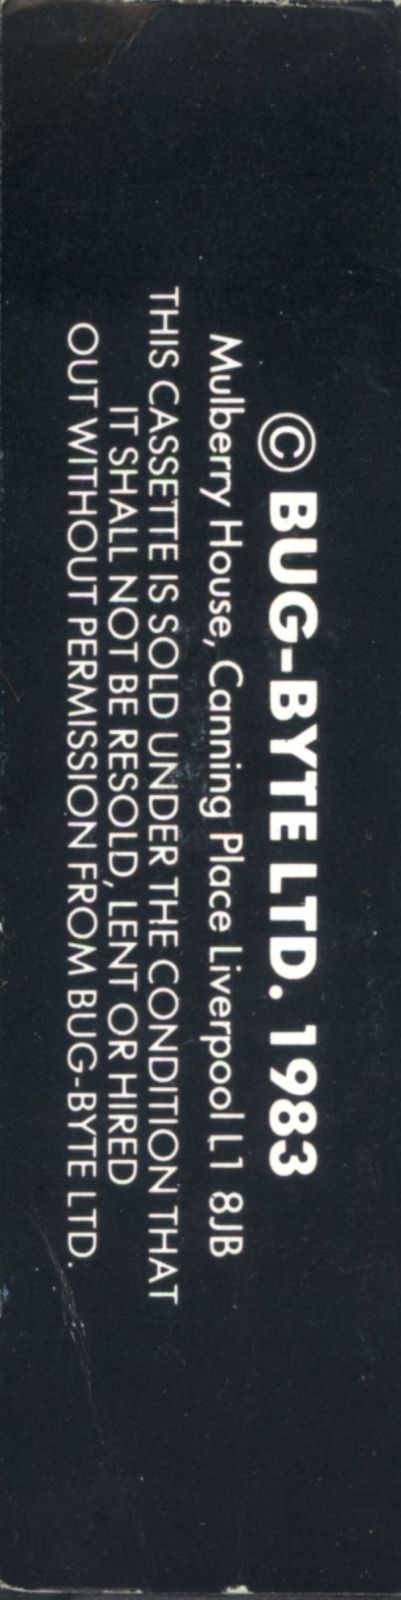 © BUG-BYTE LTD. 1983
Mulberry House, Canning Place Liverpool L1 8JB
THIS CASSETTE IS SOLD UNDER THE CONDITION THAT
IT SHALL NOT BE RESOLD, LENT OR HIRED
OUT WITHOUT PERMISSION FROM BUG-BYTE LTD.